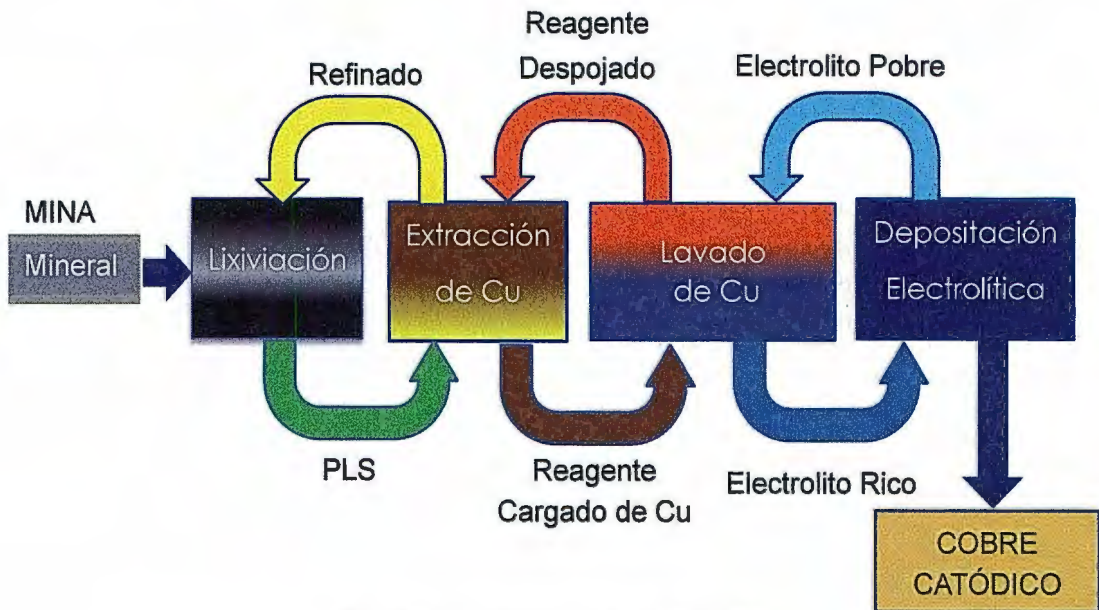 Reagente
Despojado
Refinado
Electrolito Pobre
MINA
Mineral
Lixiviación
Extracción
de Cu
Lavado
de Cu
Depositación
Electrolítica
PLS
Reagente
Cargado de Cu
Electrolito Rico
COBRE
CATÓDICO